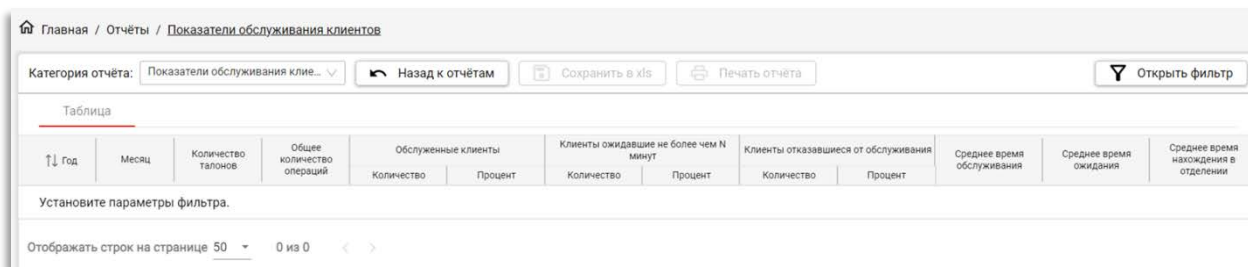 Главная / Отчёты / Показатели обслуживания клиентов
Категория отчёта: Показатели обслуживания клие... Назад к отчётам Сохранить в xls Печать отчёта Открыть фильтр
Таблица
Год Месяц Количество талонов Общее количество операций Обслуженные клиенты Клиенты ожидавшие не более чем N минут Клиенты отказавшиеся от обслуживания Среднее время обслуживания Среднее время ожидания Среднее время нахождения в отделении
Количество Процент Количество Процент Количество Процент
Установите параметры фильтра.
Отображать строк на странице 50 0 из 0